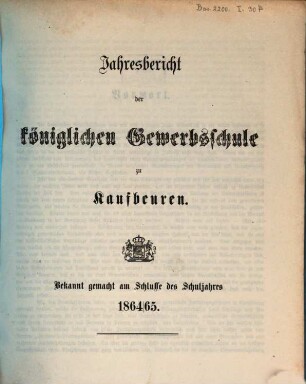 Jahresbericht
der
königlichen Gewerbsschule
zu
Kaufbeuren.
Bekannt gemacht am Schlusse des Schuljahres
1864/65.